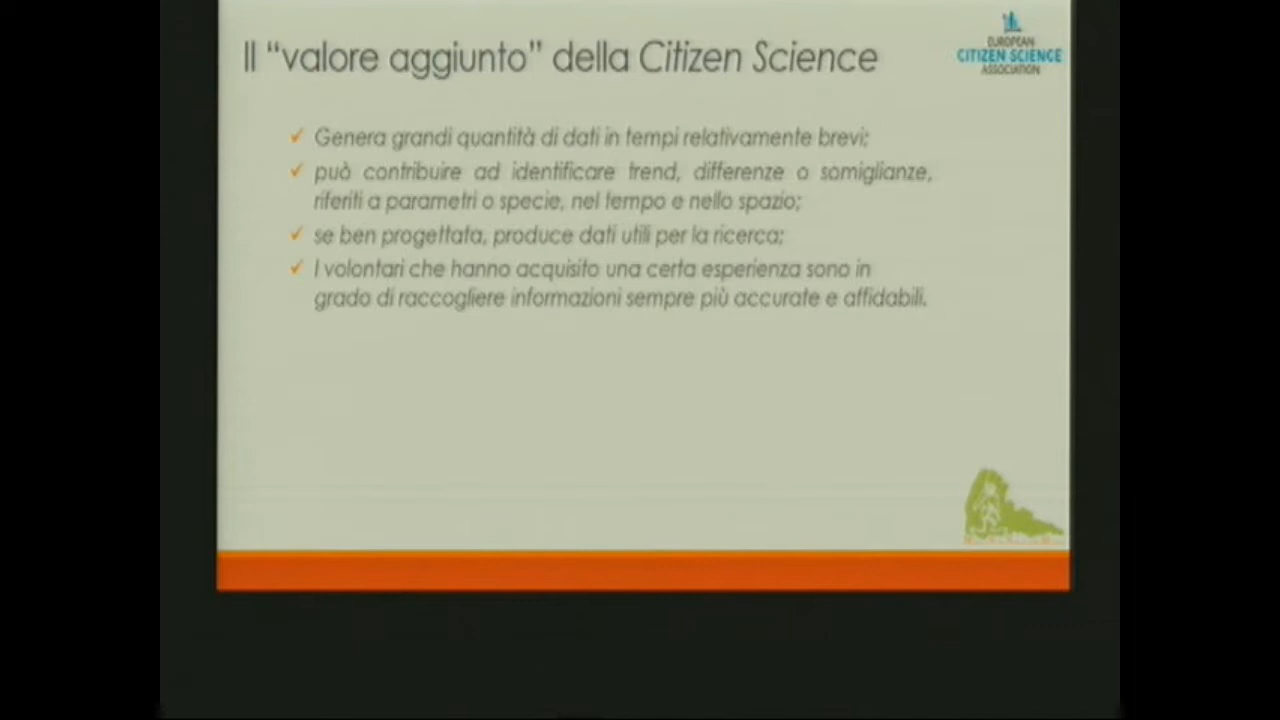 Il “valore aggiunto” della Citizen Science
EUROPEAN
CITIZEN SCIENCE
ASSOCIATION
Genera grandi quantità di dati in tempi relativamente brevi;
può contribuire ad identificare trend, differenze o somiglianze,
riferiti a parametri o specie, nel tempo e nello spazio;
se ben progettata, produce dati utili per la ricerca;
I volontari che hanno acquisito una certa esperienza sono in
grado di raccogliere informazioni sempre più accurate e affidabili.